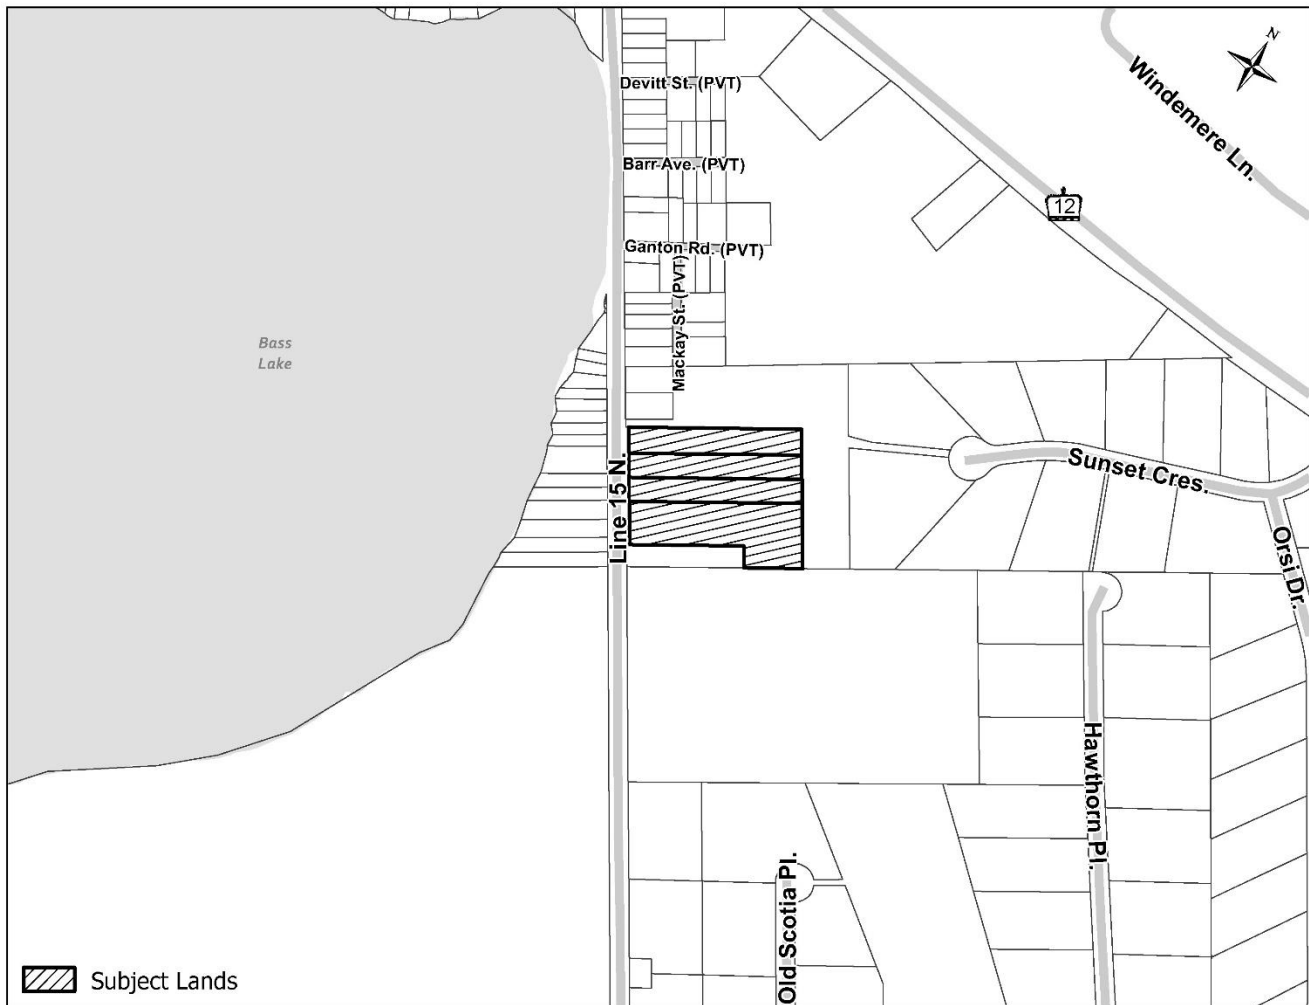 N
Devitt St. (PVT)
Windemere Ln.
Barr Ave. (PVT)
12
Ganton Rd. (PVT)
Mackay St. (PVT)
Bass
Lake
Line 15 N.
Sunset Cres.
Orsi Dr.
Hawthorn Pl.
Old Scotia Pl.
Subject Lands